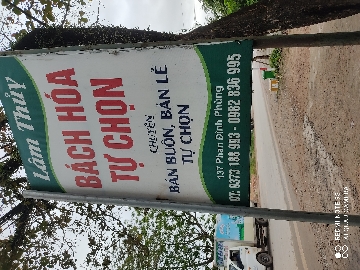 Lâm Thủy
BÁCH HÓA
TỰ CHỌN
CHUYÊN
BÁN BUÔN, BÁN LẺ
TỰ CHỌN
137 Phan Đình Phùng
ĐT: 0373 188 993 - 0982 836 995